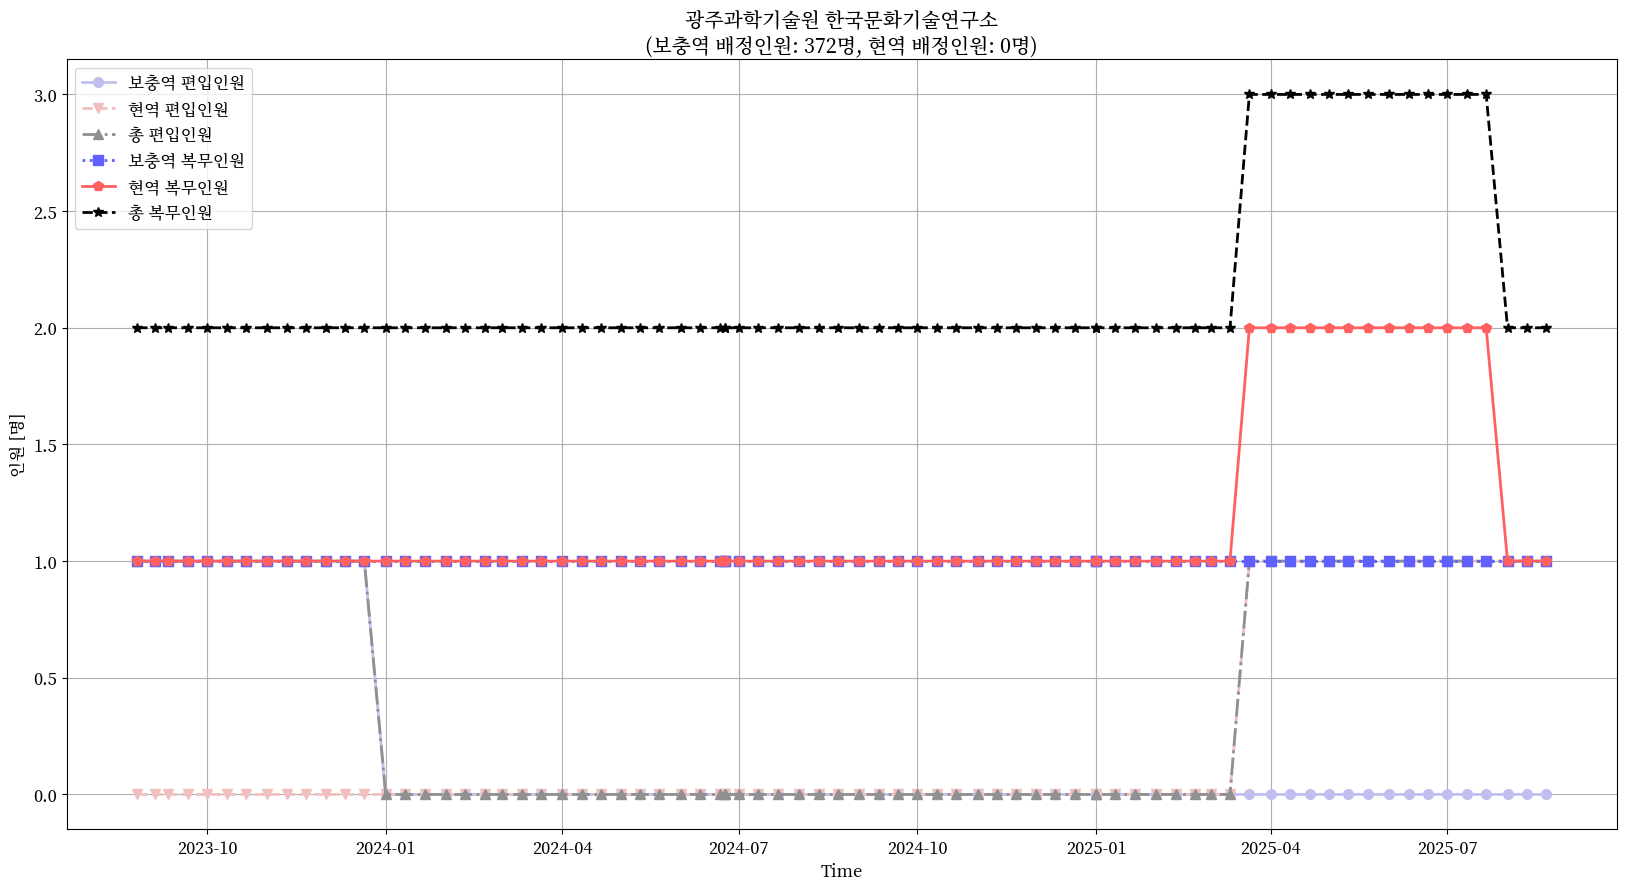 광주과학기술원 한국문화기술연구소
(보충역 배정인원: 372명, 현역 배정인원: 0명)
보충역 편입인원
현역 편입인원
총 편입인원
보충역 복무인원
현역 복무인원
총 복무인원
3.0
2.5
2.0
1.5
1.0
0.5
0.0
인원 [명]
2023-10
2024-01
2024-04
2024-07
2024-10
2025-01
2025-04
2025-07
Time